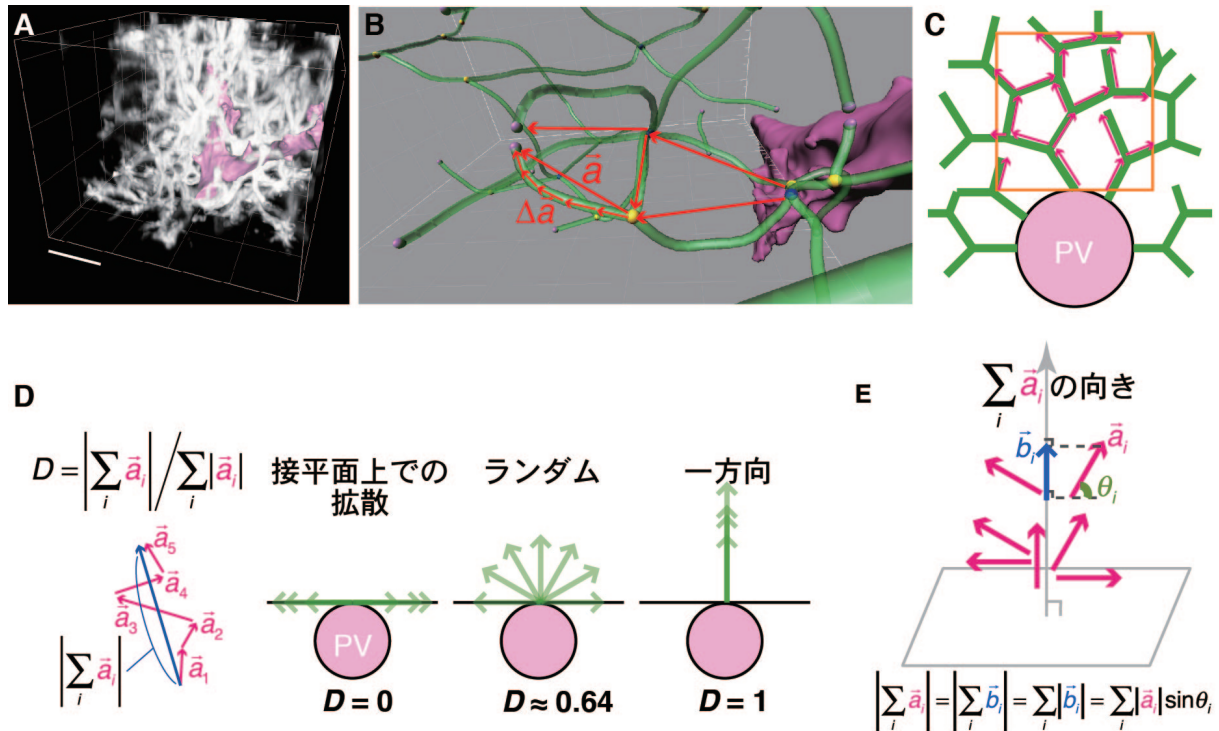 A
B
a⃗
Δa⃗
C
PV
D
D = |∑ᵢ a⃗ᵢ| / ∑ᵢ |a⃗ᵢ|
a⃗₅
a⃗₄
a⃗₃
a⃗₂
a⃗₁
|∑ᵢ a⃗ᵢ|
接平面上での
拡散
PV
D = 0
ランダム
D ≈ 0.64
一方向
D = 1
E
∑ᵢ a⃗ᵢ の向き
b⃗ᵢ
a⃗ᵢ
θᵢ
|∑ᵢ a⃗ᵢ| = |∑ᵢ b⃗ᵢ| = ∑ᵢ |b⃗ᵢ| = ∑ᵢ |a⃗ᵢ| sinθᵢ